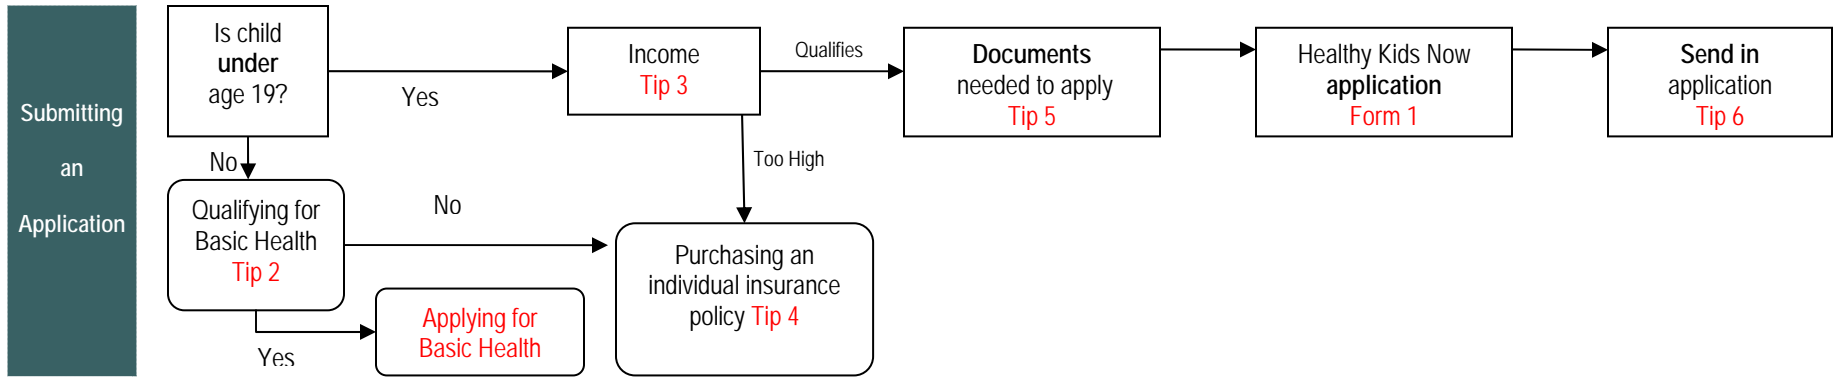 Submitting
an
Application
Is child
under
age 19?
Yes
No
Income
Tip 3
Qualifies
Too High
Documents
needed to apply
Tip 5
Healthy Kids Now
application
Form 1
Send in
application
Tip 6
Qualifying for
Basic Health
Tip 2
No
Yes
Applying for
Basic Health
Purchasing an
individual insurance
policy Tip 4